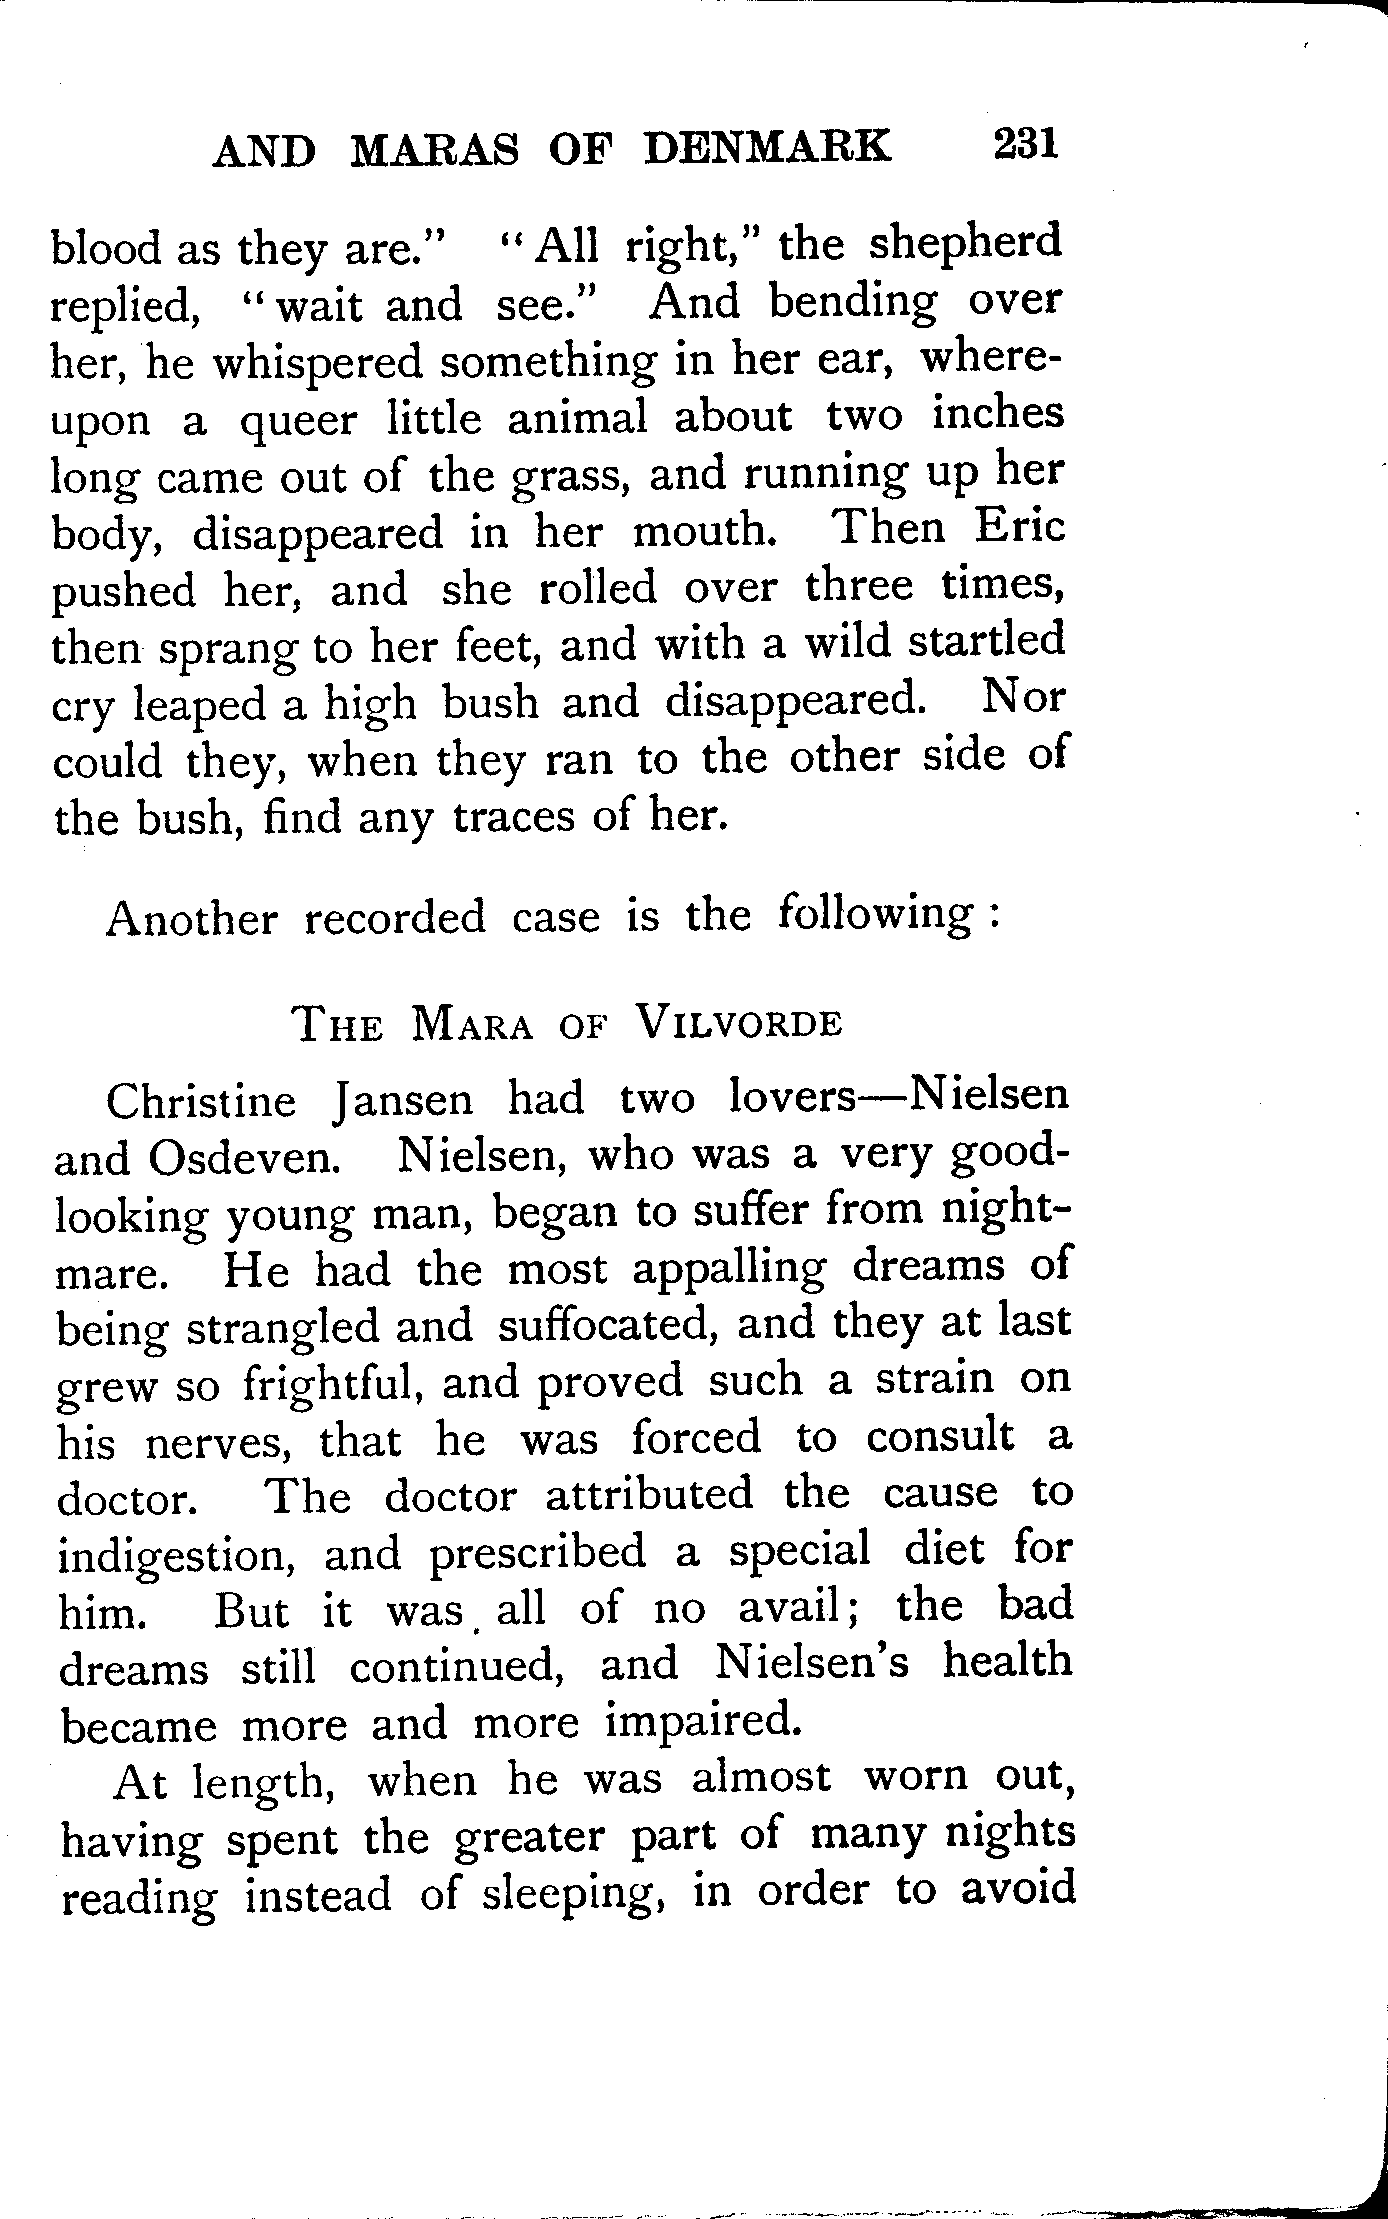 AND MARAS OF DENMARK 231
blood as they are." "All right," the shepherd
replied, "wait and see." And bending over
her, he whispered something in her ear, where-
upon a queer little animal about two inches
long came out of the grass, and running up her
body, disappeared in her mouth. Then Eric
pushed her, and she rolled over three times,
then sprang to her feet, and with a wild startled
cry leaped a high bush and disappeared. Nor
could they, when they ran to the other side of
the bush, find any traces of her.
Another recorded case is the following :
THE MARA OF VILVORDE
Christine Jansen had two lovers—Nielsen
and Osdeven. Nielsen, who was a very good-
looking young man, began to suffer from night-
mare. He had the most appalling dreams of
being strangled and suffocated, and they at last
grew so frightful, and proved such a strain on
his nerves, that he was forced to consult a
doctor. The doctor attributed the cause to
indigestion, and prescribed a special diet for
him. But it was all of no avail; the bad
dreams still continued, and Nielsen's health
became more and more impaired.
At length, when he was almost worn out,
having spent the greater part of many nights
reading instead of sleeping, in order to avoid